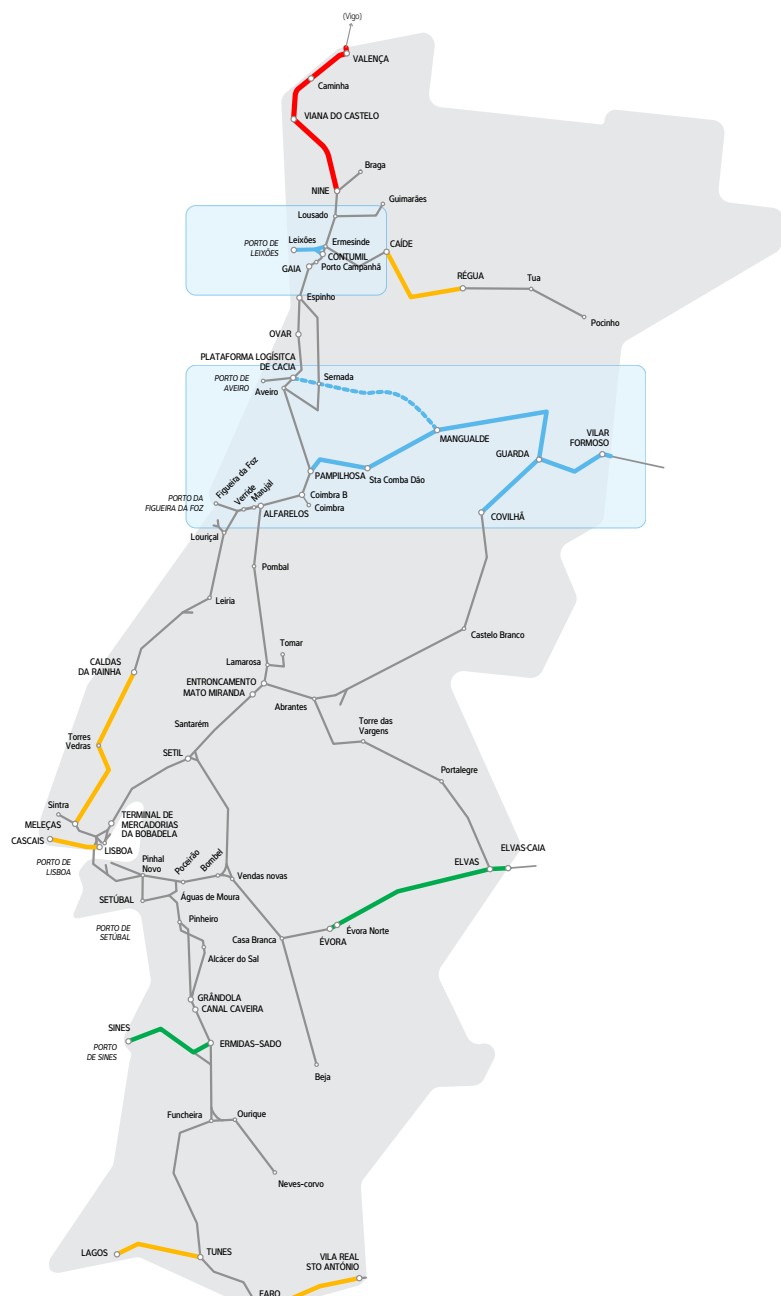 (Vigo)
VALENÇA
Caminha
VIANA DO CASTELO
Braga
NINE
Guimarães
Lousado
PORTO DE
LEIXÕES
Leixões
Ermesinde
CAÍDE
CONTUMIL
GAIA
Porto Campanhã
RÉGUA
Tua
Espinho
Pocinho
OVAR
PLATAFORMA LOGÍSITCA
DE CACIA
PORTO DE
AVEIRO
Sernada
Aveiro
MANGUALDE
VILAR
FORMOSO
GUARDA
PAMPILHOSA
Sta Comba Dão
Figueira da Foz
Verride
Marujal
PORTO DA
FIGUEIRA DA FOZ
Coimbra B
Coimbra
ALFARELOS
COVILHÃ
Louriçal
Pombal
Leiria
Castelo Branco
Tomar
Lamarosa
CALDAS
DA RAINHA
ENTRONCAMENTO
MATO MIRANDA
Abrantes
Santarém
Torre das
Vargens
Torres
Vedras
SETIL
Portalegre
Sintra
MELEÇAS
TERMINAL DE
MERCADORIAS
DA BOBADELA
CASCAIS
LISBOA
ELVAS-CAIA
PORTO DE
LISBOA
Pinhal
Novo
Poceirão
Bombel
ELVAS
Vendas novas
SETÚBAL
Águas de Moura
PORTO DE
SETÚBAL
Pinheiro
Évora Norte
Casa Branca
ÉVORA
Alcácer do Sal
GRÂNDOLA
CANAL CAVEIRA
SINES
PORTO
DE SINES
ERMIDAS-SADO
Beja
Funcheira
Ourique
Neves-corvo
LAGOS
TUNES
VILA REAL
STO ANTÓNIO
FARO